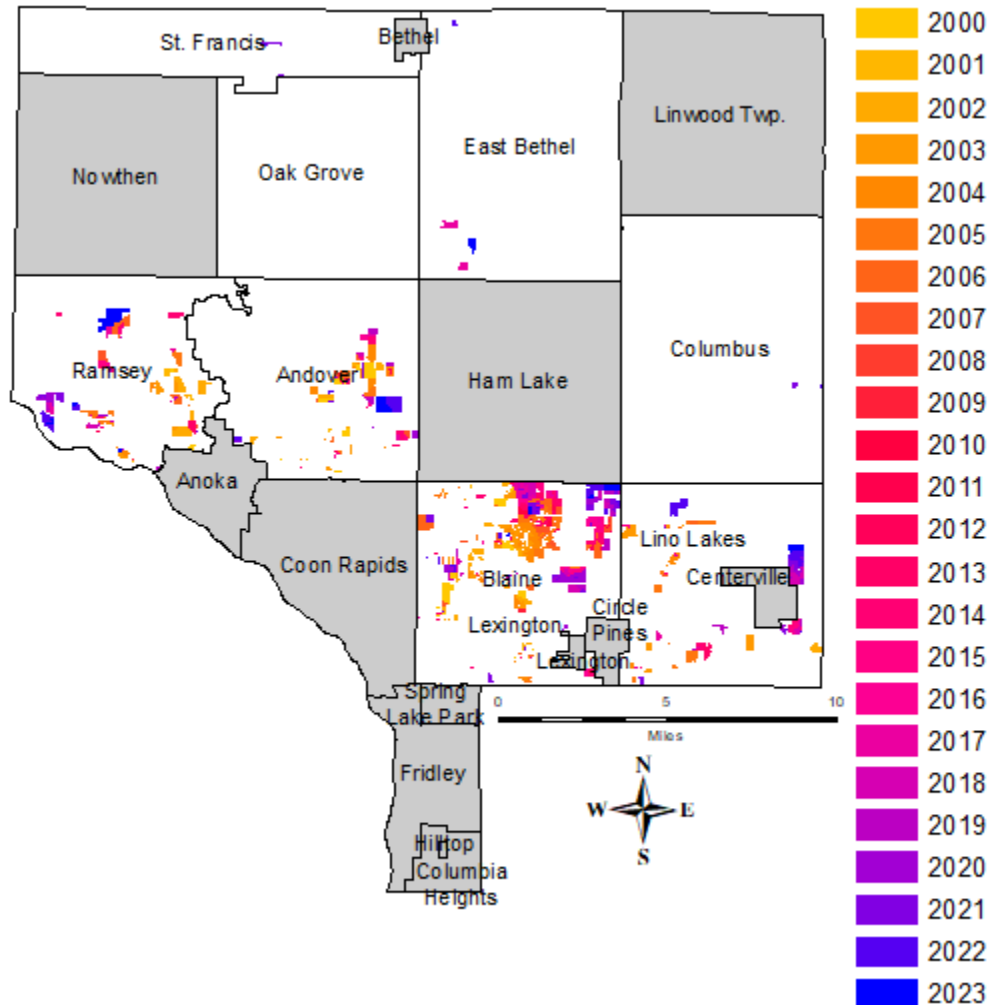 St. Francis
Bethel
Linwood Twp.
Nowthen
Oak Grove
East Bethel
Ramsey
Andover
Ham Lake
Columbus
Anoka
Coon Rapids
Blaine
Lino Lakes
Centerville
Lexington
Circle
Pines
Lexington
Spring
Lake Park
Fridley
Hilltop
Columbia
Heights
0 5 10
Miles
N
W E
S
2000
2001
2002
2003
2004
2005
2006
2007
2008
2009
2010
2011
2012
2013
2014
2015
2016
2017
2018
2019
2020
2021
2022
2023